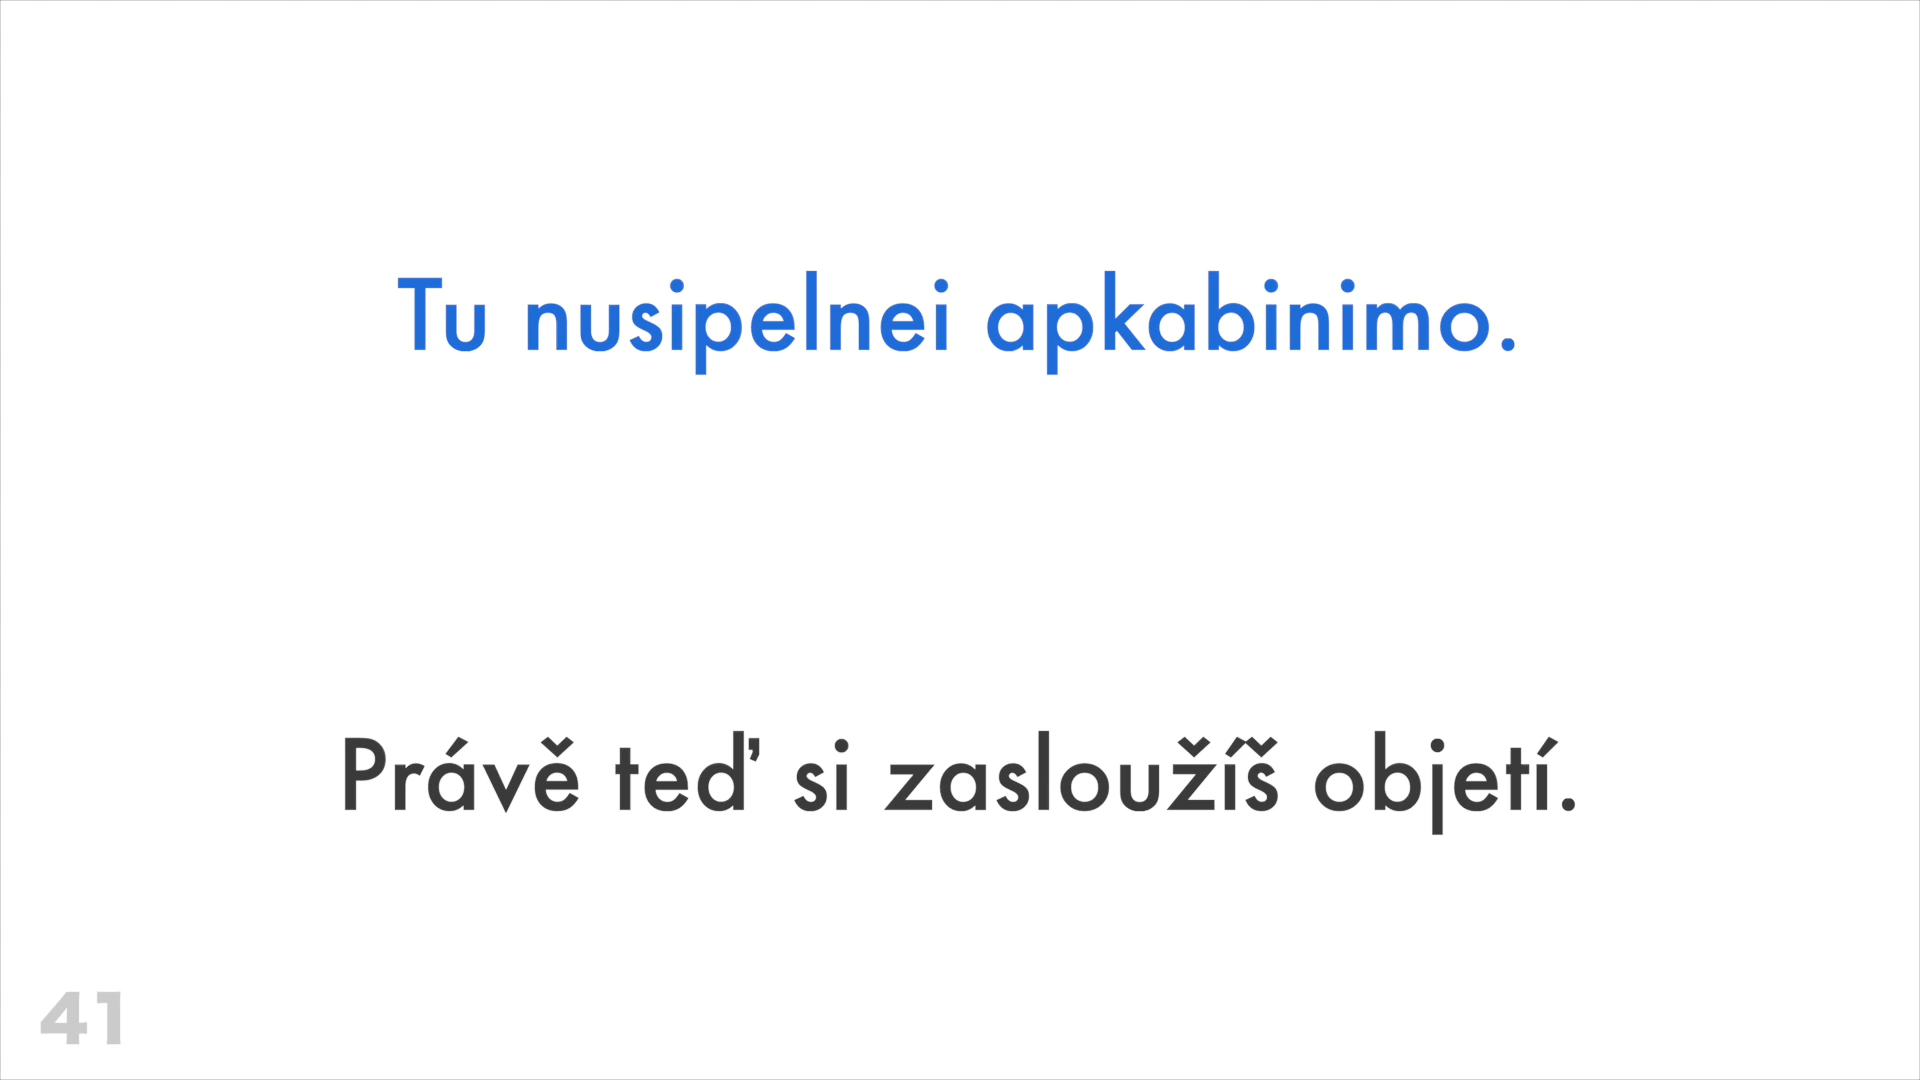 Tu nusipelnei apkabinimo.
Právě teď si zasloužíš objetí.
41